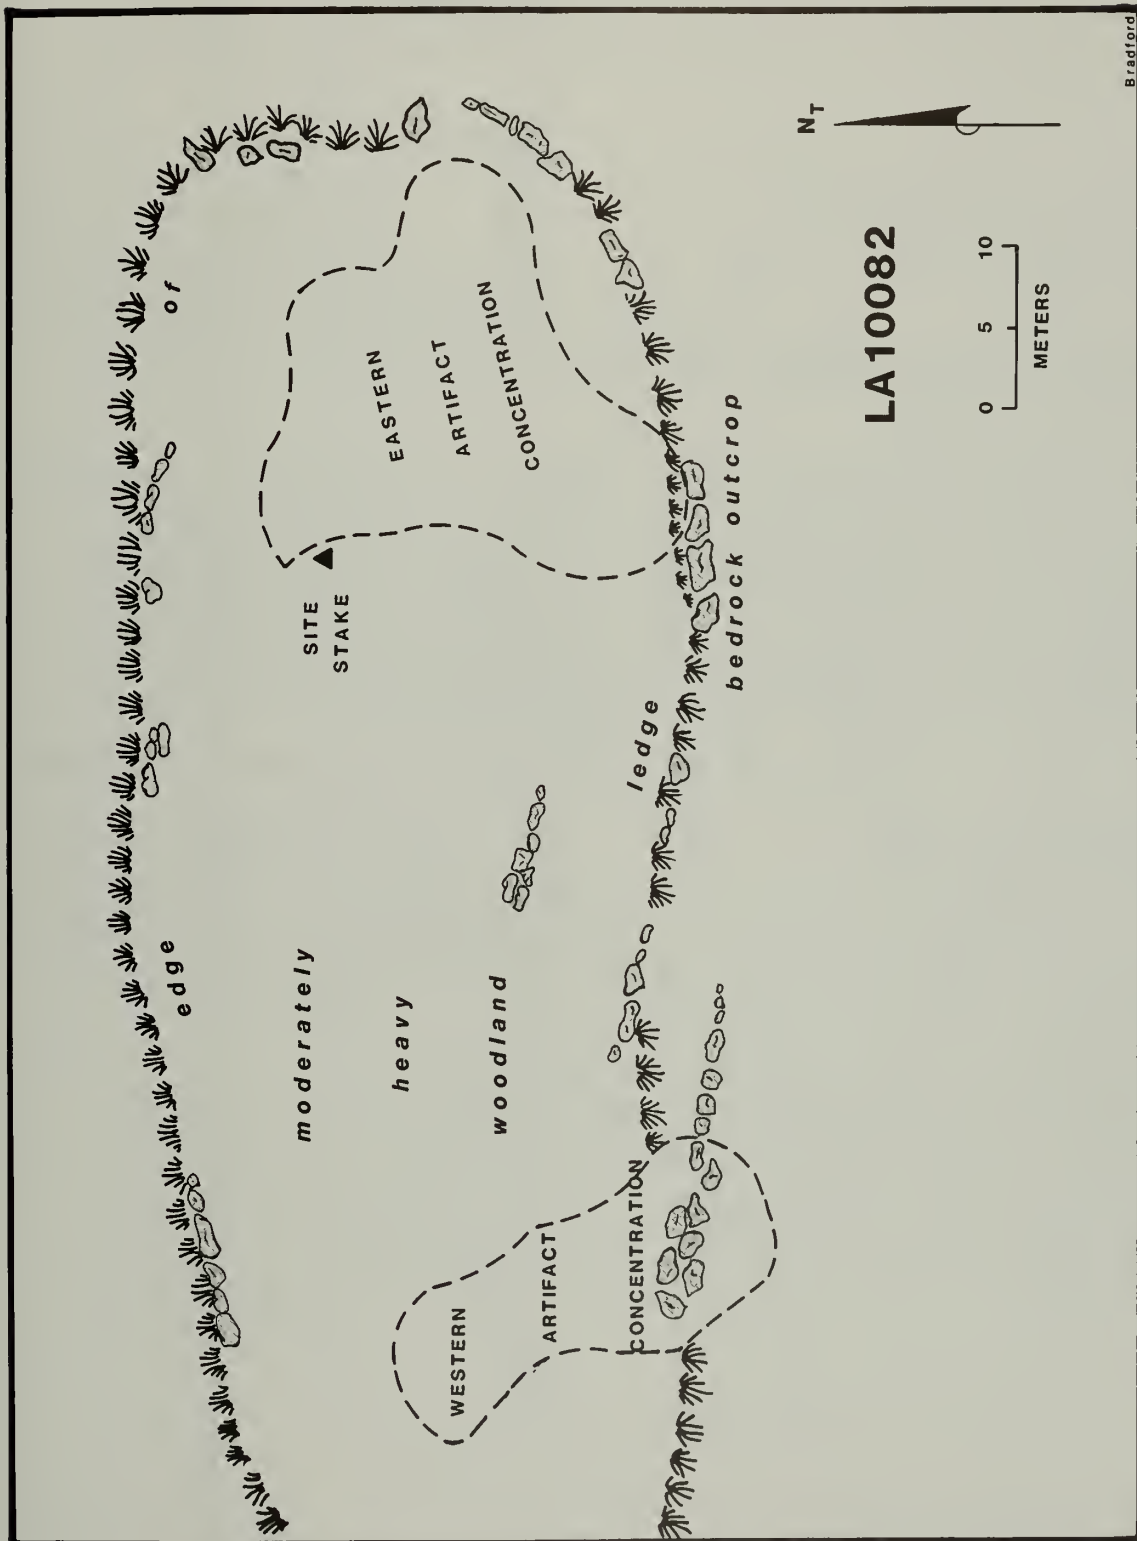 edge
of
moderately
heavy
woodland
ledge
bedrock outcrop
SITE
STAKE
EASTERN
ARTIFACT
CONCENTRATION
WESTERN
ARTIFACT
CONCENTRATION
NT
LA10082
0 5 10
METERS
Bradford